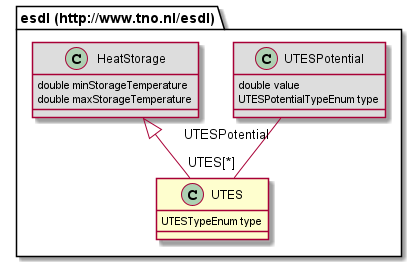 esdl (http://www.tno.nl/esdl)
C HeatStorage
double minStorageTemperature
double maxStorageTemperature
C UTESPotential
double value
UTESPotentialTypeEnum type
UTESPotential
UTES[*]
C UTES
UTESTypeEnum type